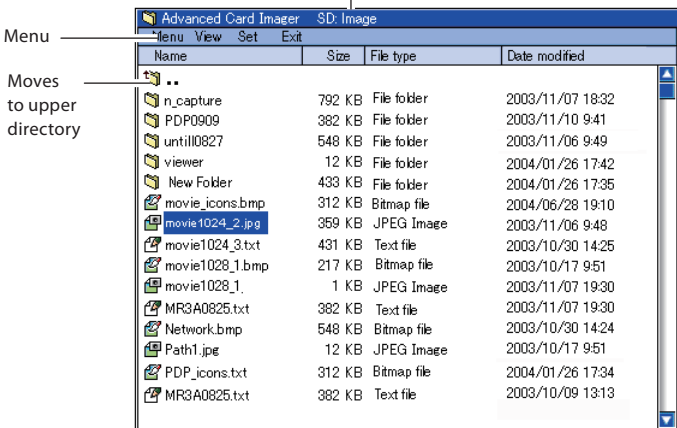 Advanced Card Imager SD: Image
Menu
Menu View Set Exit
Name Size File type Date modified
Moves
to upper
directory
..
n_capture 792 KB File folder 2003/11/07 18:32
PDP0909 382 KB File folder 2003/11/10 9:41
untill0827 548 KB File folder 2003/11/06 9:49
viewer 12 KB File folder 2004/01/26 17:42
New Folder 433 KB File folder 2004/01/26 17:35
movie_icons.bmp 312 KB Bitmap file 2004/06/28 19:10
movie1024_2.jpg 359 KB JPEG Image 2003/11/06 9:48
movie1024_3.txt 431 KB Text file 2003/10/30 14:25
movie1028_1.bmp 217 KB Bitmap file 2003/10/17 9:51
movie1028_1. 1 KB JPEG Image 2003/11/07 19:30
MR3A0825.txt 382 KB Text file 2003/11/07 19:30
Network.bmp 548 KB Bitmap file 2003/10/30 14:24
Path1.jpg 12 KB JPEG Image 2003/10/17 9:51
PDP_icons.txt 312 KB Bitmap file 2004/01/26 17:34
MR3A0825.txt 382 KB Text file 2003/10/09 13:13